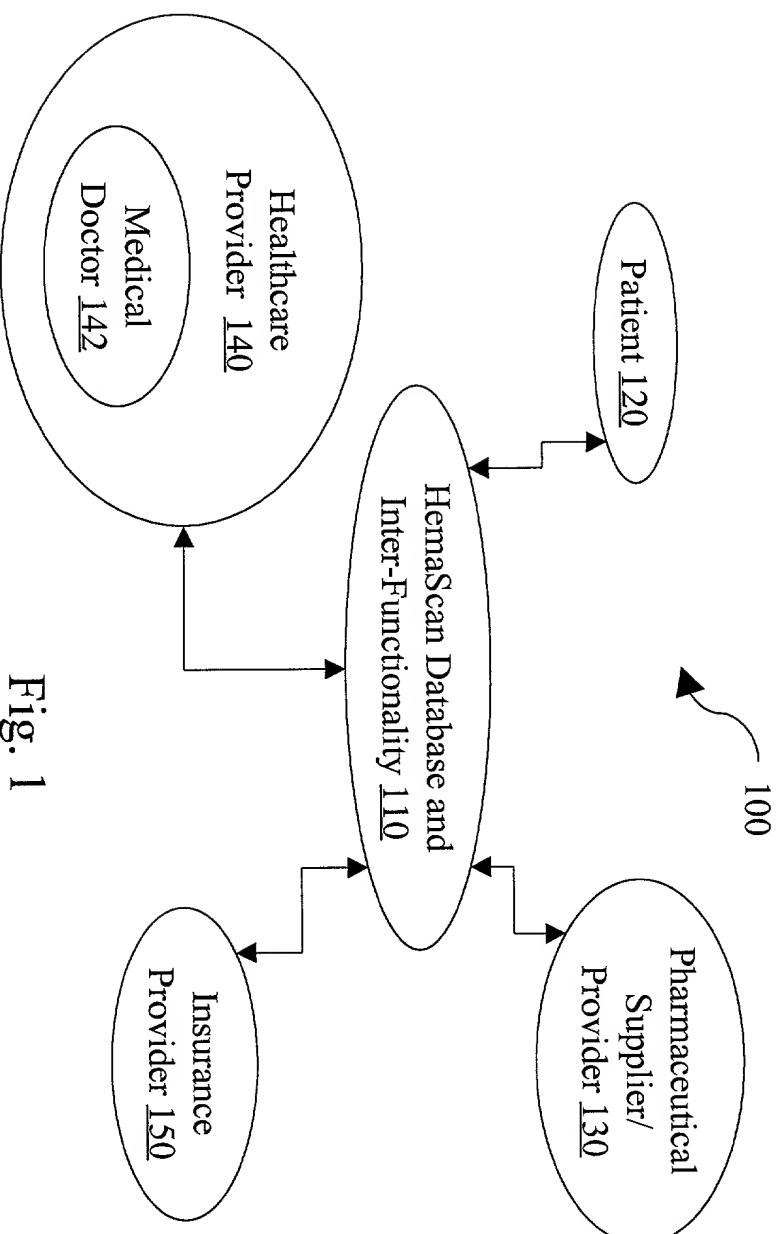 100
Patient 120
Pharmaceutical
Supplier/
Provider 130
HemaScan Database and
Inter-Functionality 110
Healthcare
Provider 140
Medical
Doctor 142
Insurance
Provider 150
Fig. 1